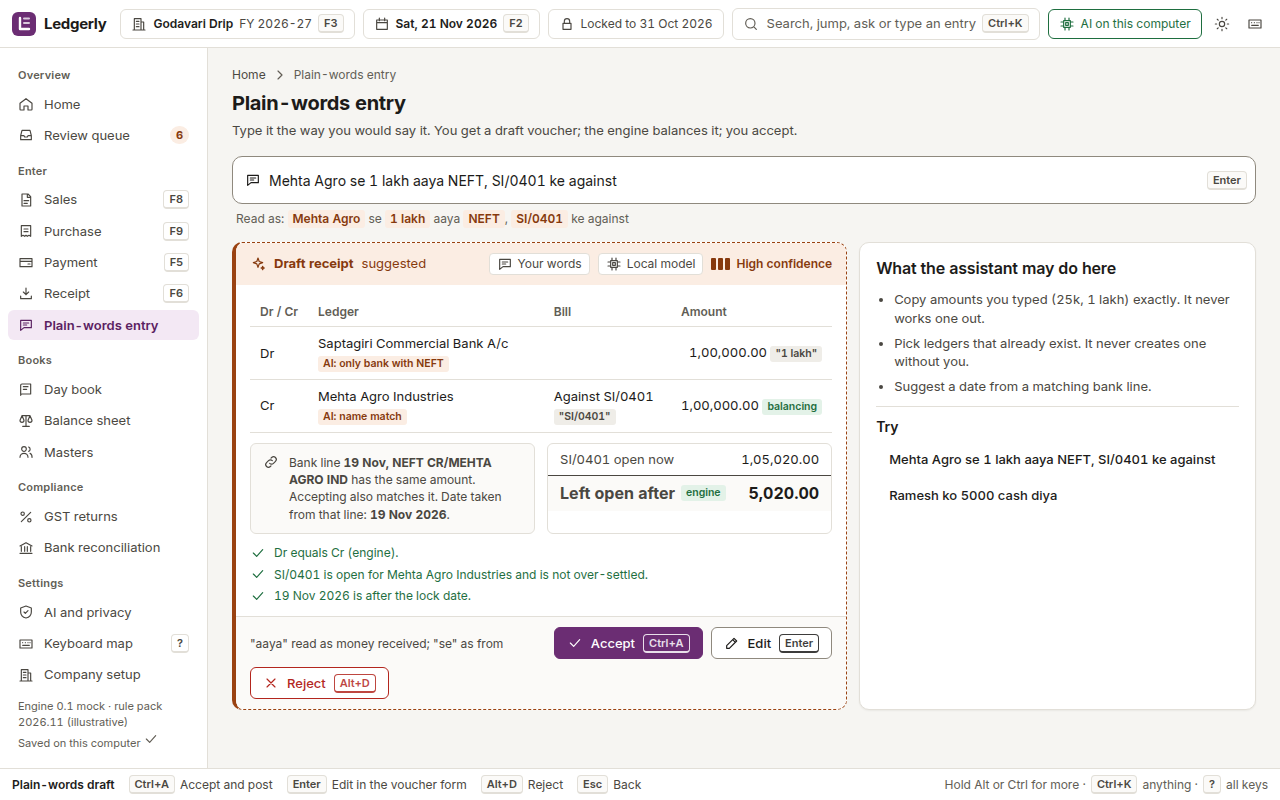 Ledgerly
Godavari Drip FY 2026-27 F3
Sat, 21 Nov 2026 F2
Locked to 31 Oct 2026
Search, jump, ask or type an entry Ctrl+K
AI on this computer
Overview
Home
Review queue 6
Enter
Sales F8
Purchase F9
Payment F5
Receipt F6
Plain-words entry
Books
Day book
Balance sheet
Masters
Compliance
GST returns
Bank reconciliation
Settings
AI and privacy
Keyboard map ?
Company setup
Engine 0.1 mock · rule pack
2026.11 (illustrative)
Saved on this computer
Home > Plain-words entry
Plain-words entry
Type it the way you would say it. You get a draft voucher; the engine balances it; you accept.
Mehta Agro se 1 lakh aaya NEFT, SI/0401 ke against Enter
Read as: Mehta Agro se 1 lakh aaya NEFT , SI/0401 ke against
Draft receipt suggested Your words Local model High confidence
Dr / Cr Ledger Bill Amount
Dr Saptagiri Commercial Bank A/c 1,00,000.00 "1 lakh"
AI: only bank with NEFT
Cr Mehta Agro Industries Against SI/0401 1,00,000.00 balancing
AI: name match "SI/0401"
Bank line 19 Nov, NEFT CR/MEHTA
AGRO IND has the same amount.
Accepting also matches it. Date taken
from that line: 19 Nov 2026.
SI/0401 open now 1,05,020.00
Left open after engine 5,020.00
Dr equals Cr (engine).
SI/0401 is open for Mehta Agro Industries and is not over-settled.
19 Nov 2026 is after the lock date.
"aaya" read as money received; "se" as from
Accept Ctrl+A
Edit Enter
Reject Alt+D
What the assistant may do here
• Copy amounts you typed (25k, 1 lakh) exactly. It never
works one out.
• Pick ledgers that already exist. It never creates one
without you.
• Suggest a date from a matching bank line.
Try
Mehta Agro se 1 lakh aaya NEFT, SI/0401 ke against
Ramesh ko 5000 cash diya
Plain-words draft Ctrl+A Accept and post Enter Edit in the voucher form Alt+D Reject Esc Back
Hold Alt or Ctrl for more · Ctrl+K anything · ? all keys